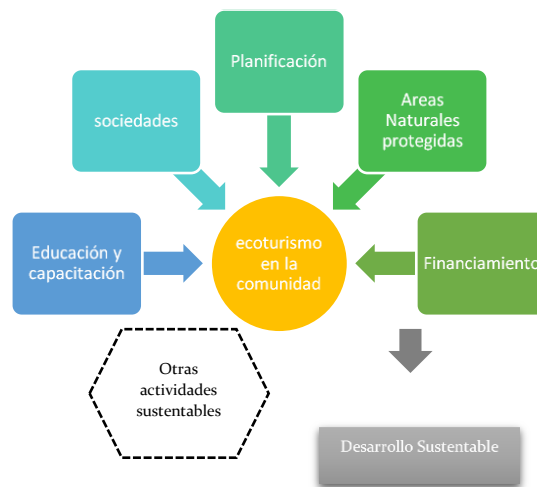 Planificación
sociedades
Areas
Naturales
protegidas
Educación y
capacitación
ecoturismo
en la
comunidad
Financiamiento
Otras
actividades
sustentables
Desarrollo Sustentable